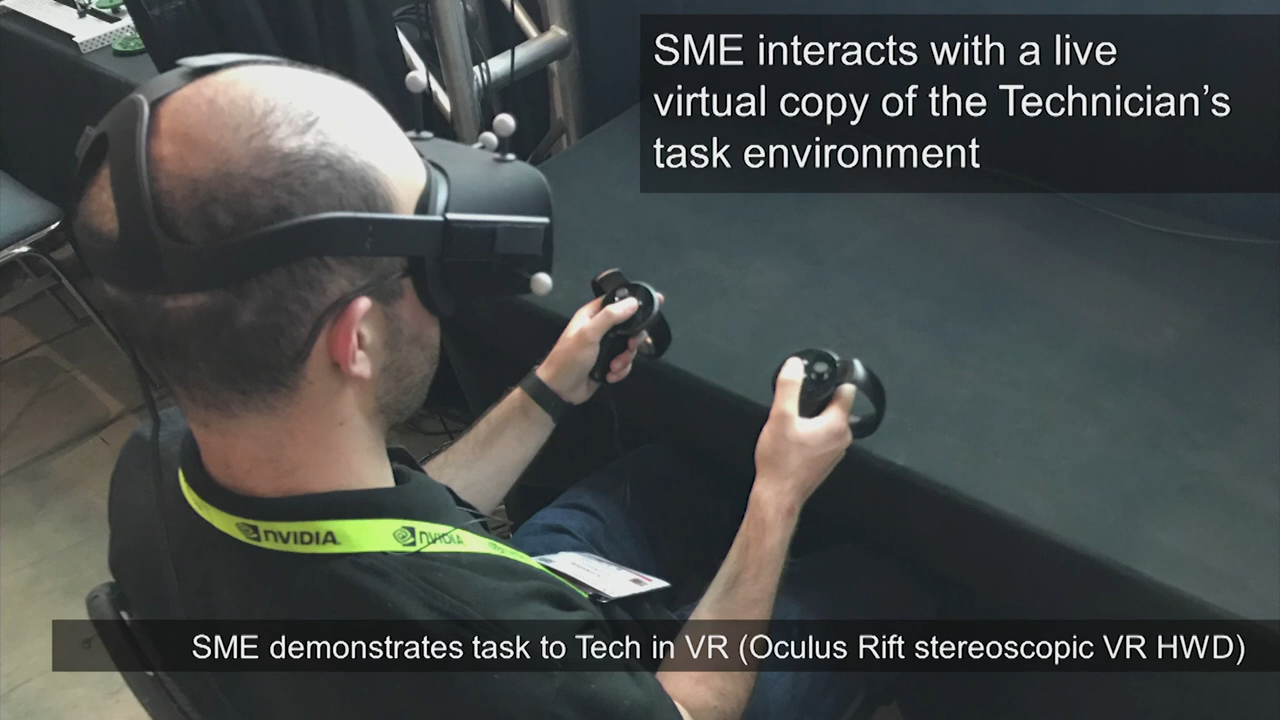 SME interacts with a live
virtual copy of the Technician’s
task environment
NVIDIA
NVIDIA
SME demonstrates task to Tech in VR (Oculus Rift stereoscopic VR HWD)